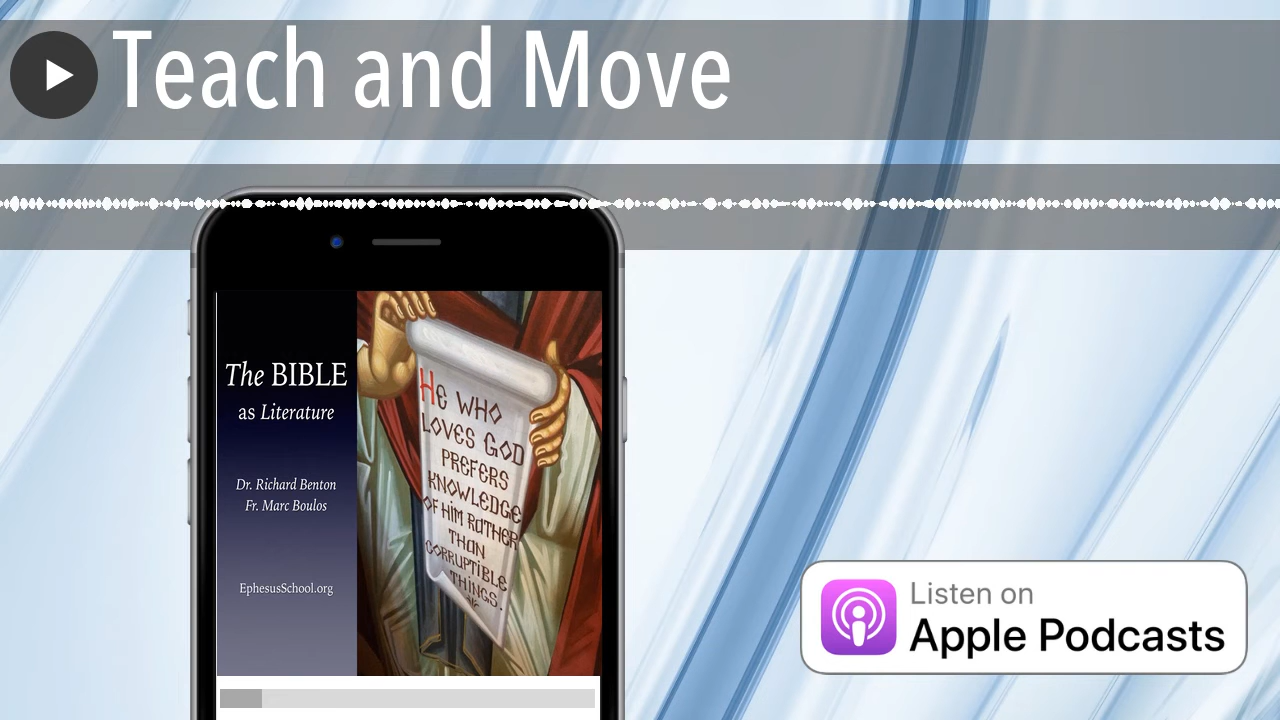 Teach and Move
The BIBLE
as Literature
Dr. Richard Benton
Fr. Marc Boulos
EphesusSchool.org
HE WHO
LOVES GOD
PREFERS
KNOWLEDGE
OF HIM RATHER
THAN
CORRUPTIBLE
THINGS.
Listen on
Apple Podcasts